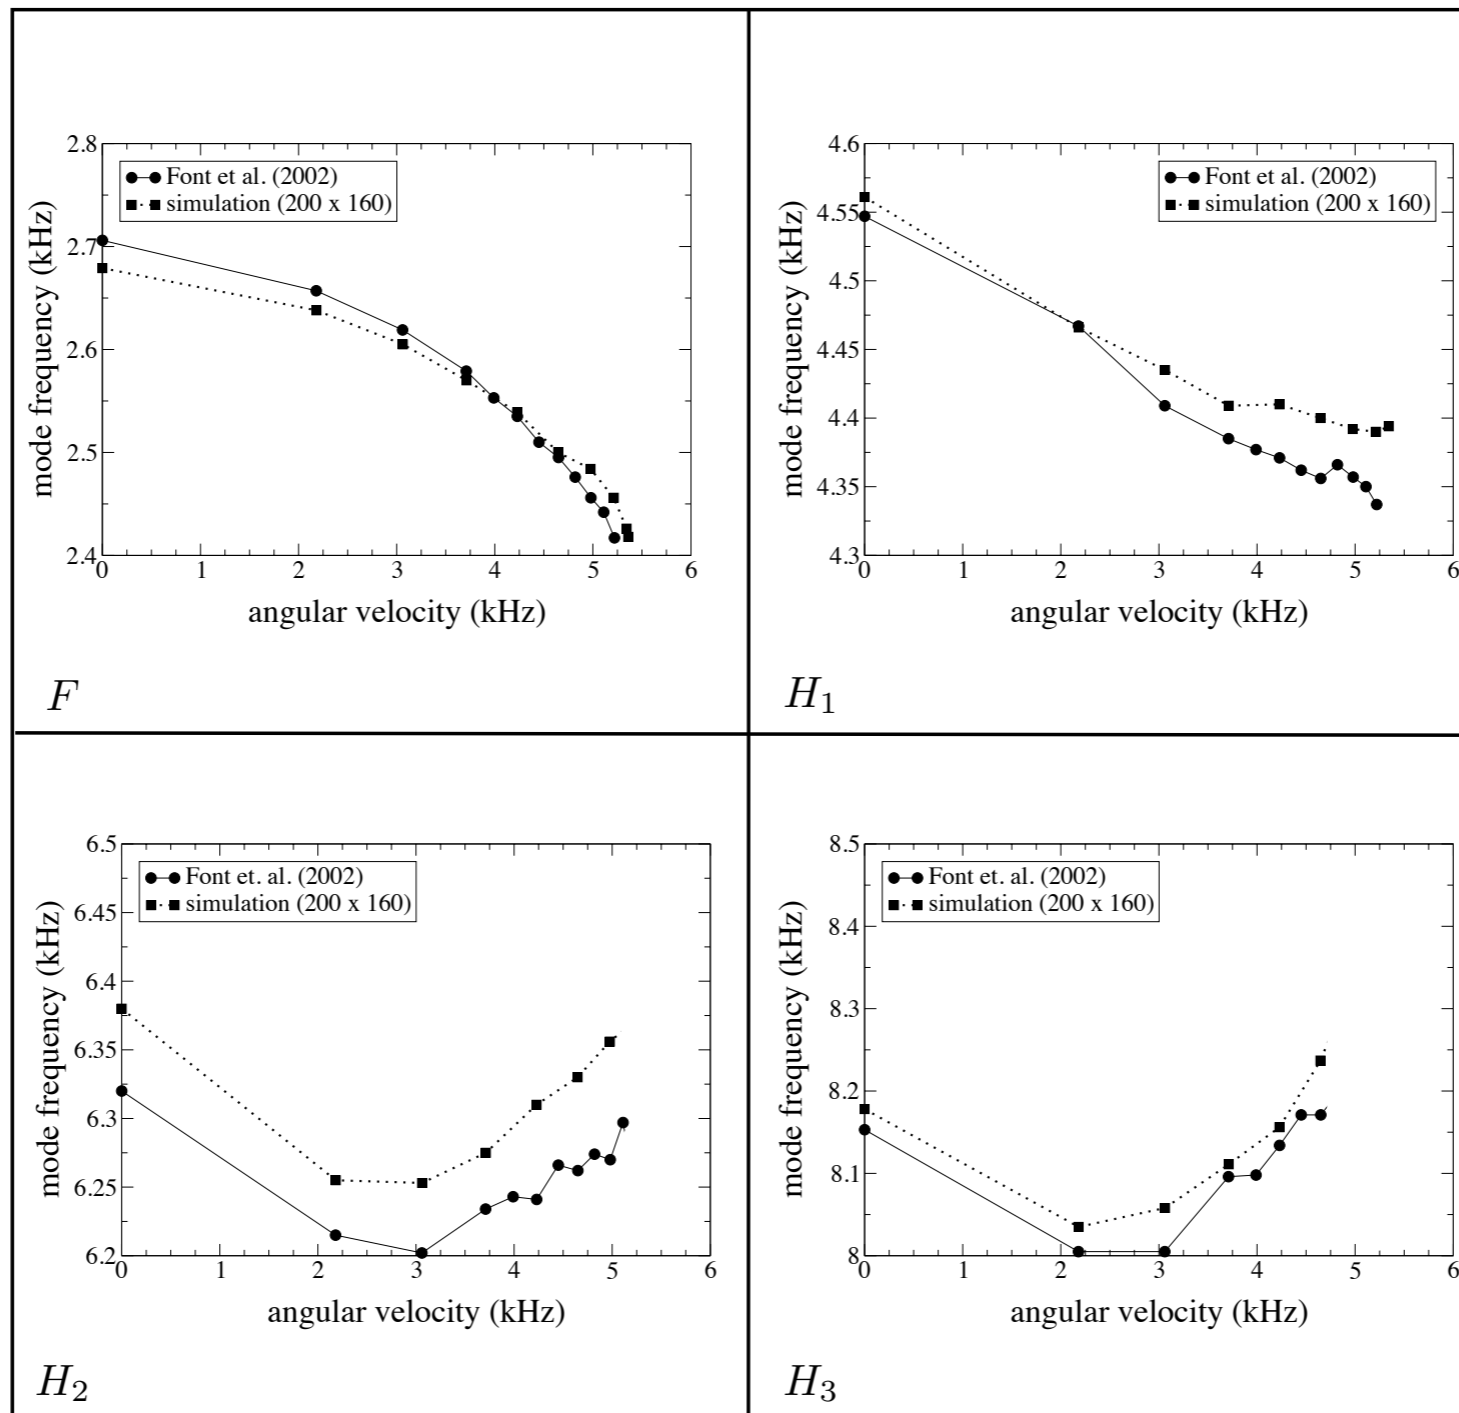 2.8
2.7
2.6
2.5
2.4
mode frequency (kHz)
Font et al. (2002)
simulation (200 x 160)
0 1 2 3 4 5 6
angular velocity (kHz)
F
4.6
4.55
4.5
4.45
4.4
4.35
4.3
mode frequency (kHz)
Font et al. (2002)
simulation (200 x 160)
0 1 2 3 4 5 6
angular velocity (kHz)
H1
6.5
6.45
6.4
6.35
6.3
6.25
6.2
mode frequency (kHz)
Font et. al. (2002)
simulation (200 x 160)
0 1 2 3 4 5 6
angular velocity (kHz)
H2
8.5
8.4
8.3
8.2
8.1
8
mode frequency (kHz)
Font et. al. (2002)
simulation (200 x 160)
0 1 2 3 4 5 6
angular velocity (kHz)
H3